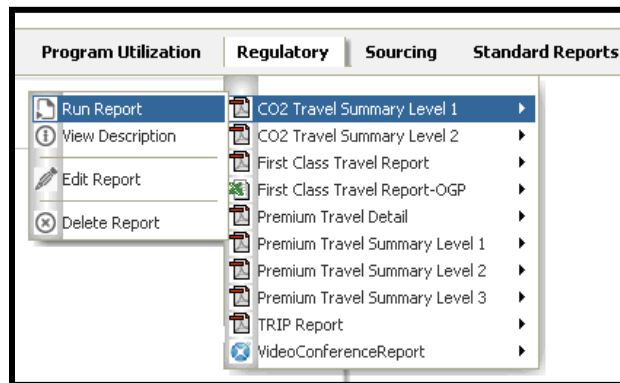 Program Utilization Regulatory Sourcing Standard Reports
Run Report
View Description
Edit Report
Delete Report
CO2 Travel Summary Level 1
CO2 Travel Summary Level 2
First Class Travel Report
First Class Travel Report-OGP
Premium Travel Detail
Premium Travel Summary Level 1
Premium Travel Summary Level 2
Premium Travel Summary Level 3
TRIP Report
VideoConferenceReport